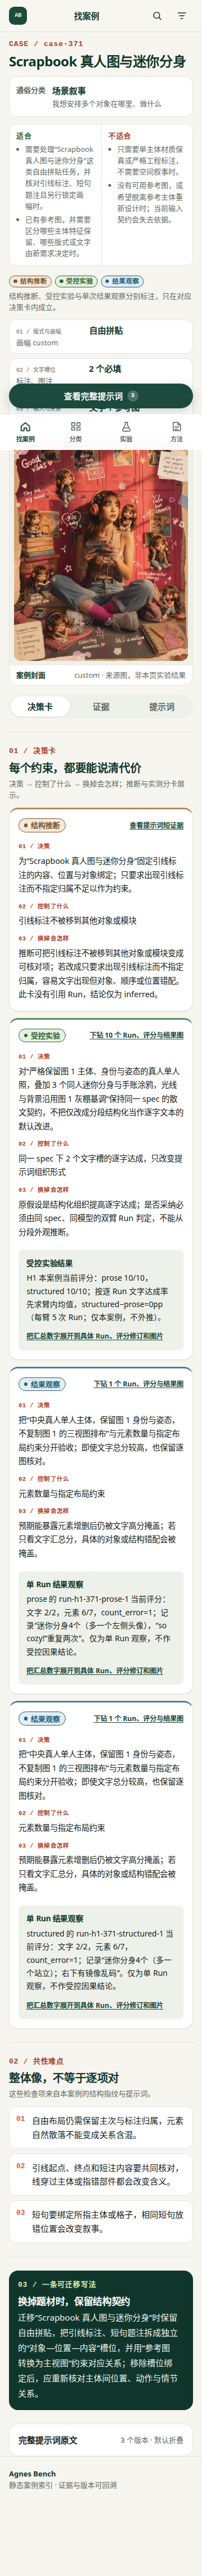 AB
找案例
CASE / case-371
Scrapbook 真人图与迷你分身
通俗分类
场景叙事
我想安排多个对象在哪里、做什么
适合
需要处理“Scrapbook
真人图与迷你分身”这
类自由拼贴任务，并
核对引线标注、短句
题注且另行锁定画
幅时。
已有参考图，并需要
区分哪些主体特征保
留、哪些版式或文字
由新需求决定。
不适合
只需要单主体材质保
真或严格工程标注，
不需要空间叙事时。
没有可用参考图，或
希望脱离参考主体重
新设计时；当前输入
契约会失去依据。
结构推断
受控实验
结果观察
结构推断、受控实验与单次结果观察分别标注，只在对应
决策卡内展示。
01 / 版式与画幅
自由拼贴
画幅 custom
02 / 文字槽位
2 个必填
标注、图注
查看完整提示词 3
找案例
分类
实验
方法
Good vibes
案例封面
custom · 来源图，非本页实验结果
决策卡
证据
提示词
01 / 决策卡
每个约束，都要能说清代价
决策 → 控制了什么 → 换掉会怎样；推断与实测分卡展
示。
结构推断
查看提示词短证据
01 / 决策
为“Scrapbook 真人图与迷你分身”固定引线标
注的内容、位置与对象绑定；只要求出现引线标
注而不指定归属不足以作为约束。
02 / 控制了什么
引线标注不被移到其他对象或模块
03 / 换掉会怎样
推断可把引线标注不被移到其他对象或模块变成
可核对项；若改成只要求出现引线标注而不指定
归属，容易文字出现但对象、顺序或位置错配。
此卡没有引用 Run，结论仅为 inferred。
受控实验
下钻 10 个 Run、评分与结果图
01 / 决策
对“严格保留图 1 主体、身份与姿态的真人单人
照，叠加 3 个同人迷你分身与手账涂鸦，光线
与背景沿用图 1 灰棚基调”保持同一 spec 的散
文契约，不把仅改成分段结构化当作逐字文本的
默认改进。
02 / 控制了什么
同一 spec 下 2 个文字槽的逐字达成，只改变提
示词组织形式
03 / 换掉会怎样
原假设是结构化组织提高逐字达成；是否采纳必
须由同 spec、同模型的双臂 Run 判定，不能从
分段外观推断。
受控实验结果
H1 本案例当前评分：prose 10/10，
structured 10/10；按逐 Run 文字达成率
先求臂内均值，structured−prose=0pp
（每臂 5 次 Run；仅本案例，不外推）。
把汇总数字展开到具体 Run、评分修订和图片
结果观察
下钻 1 个 Run、评分与结果图
01 / 决策
把“中央真人单人主体，保留图 1 身份与姿态，
不复制图 1 的三视图排布”与元素数量与指定布
局约束分开验收；即使文字总分较高，也保留逐
图核对。
02 / 控制了什么
元素数量与指定布局约束
03 / 换掉会怎样
预期能暴露元素增删后仍被文字高分掩盖；若
只看文字汇总分，具体的对象或结构错配会被
掩盖。
单 Run 结果观察
prose 的 run-h1-371-prose-1 当前评分：
文字 2/2，元素 6/7，count_error=1；记
录“迷你分身4个（多一个左侧头像），“so
cozy!”重复两次”。仅为单 Run 观察，不作
受控因果结论。
把汇总数字展开到具体 Run、评分修订和图片
结果观察
下钻 1 个 Run、评分与结果图
01 / 决策
把“中央真人单人主体，保留图 1 身份与姿态，
不复制图 1 的三视图排布”与元素数量与指定布
局约束分开验收；即使文字总分较高，也保留逐
图核对。
02 / 控制了什么
元素数量与指定布局约束
03 / 换掉会怎样
预期能暴露元素增删后仍被文字高分掩盖；若
只看文字汇总分，具体的对象或结构错配会被
掩盖。
单 Run 结果观察
structured 的 run-h1-371-structured-1 当
前评分：文字 2/2，元素 6/7，
count_error=1；记录“迷你分身4个（多一
个站立）；右下有镜像乱码”。仅为单 Run
观察，不作受控因果结论。
把汇总数字展开到具体 Run、评分修订和图片
02 / 共性难点
整体像，不等于逐项对
这些检查项来自本案例的结构指纹与提示词。
01
自由布局仍需保留主次与标注归属，元素
自然散落不能变成关系含混。
02
引线起点、终点和短注内容要共同核对，
线穿过主体或指错部件都会改变含义。
03
短句要绑定所指主体或格子，相同短句放
错位置会改变叙事。
03 / 一条可迁移写法
换掉题材时，保留结构契约
迁移“Scrapbook 真人图与迷你分身”时保留
自由拼贴，把引线标注、短句题注拆成独立
的“对象—位置—内容”槽位，并用“参考图
转换为主视图”约束对应关系；移除槽位绑
定后，应重新核对主体间位置、动作与情节
关系。
完整提示词原文
3 个版本 · 默认折叠
Agnes Bench
静态案例索引 · 证据与版本可回溯